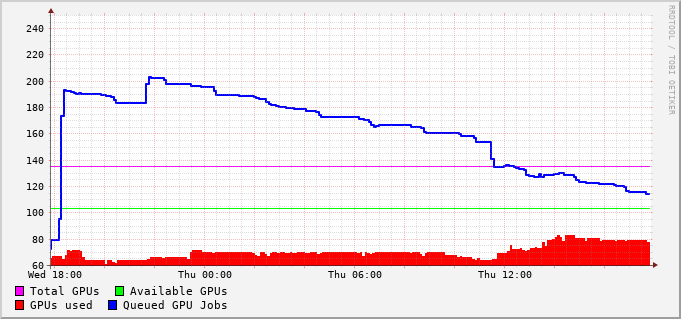 RRDTOOL / TOBI OETIKER
240
220
200
180
160
140
120
100
80
60
Wed 18:00 Thu 00:00 Thu 06:00 Thu 12:00
Total GPUs Available GPUs
GPUs used Queued GPU Jobs